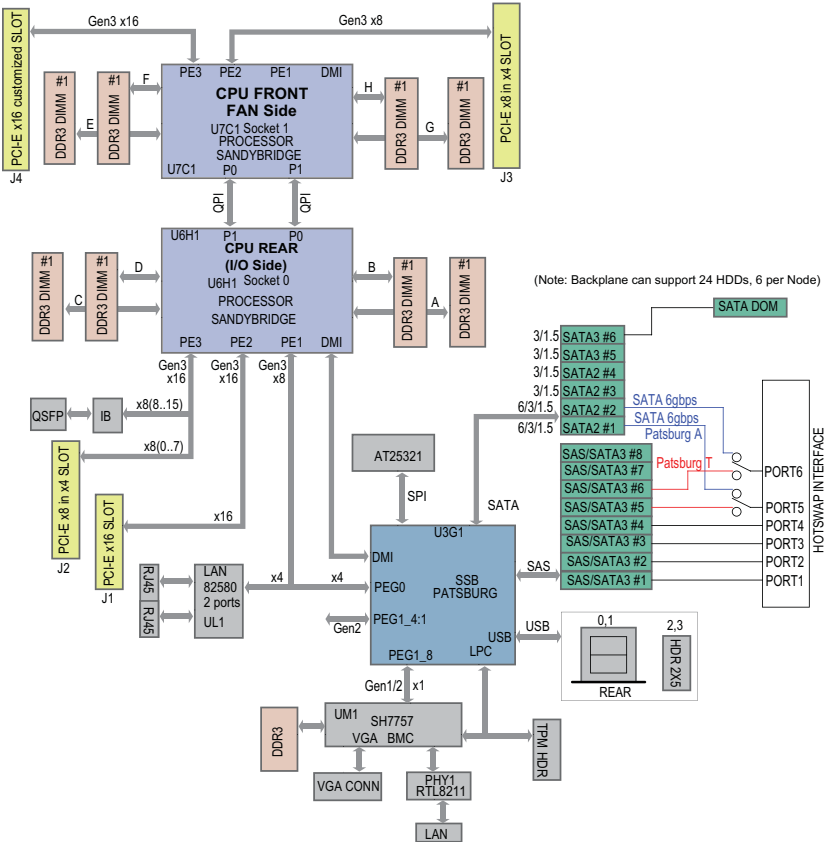 Gen3 x16
Gen3 x8
PCI-E x16 customized SLOT
J4
PCI-E x8 in x4 SLOT
J3
PE3 PE2 PE1 DMI
CPU FRONT
FAN Side
U7C1 Socket 1
PROCESSOR
SANDYBRIDGE
U7C1 P0 P1
#1
DDR3 DIMM
#1
DDR3 DIMM
F
E
H
G
#1
DDR3 DIMM
#1
DDR3 DIMM
QPI
QPI
U6H1 P1 P0
CPU REAR
(I/O Side)
U6H1 Socket 0
PROCESSOR
SANDYBRIDGE
PE3 PE2 PE1 DMI
#1
DDR3 DIMM
#1
DDR3 DIMM
D
C
B
A
#1
DDR3 DIMM
#1
DDR3 DIMM
Gen3
x16
Gen3
x16
Gen3
x8
QSFP
IB
x8(8..15)
x8(0..7)
PCI-E x8 in x4 SLOT
J2
x16
PCI-E x16 SLOT
J1
RJ45
RJ45
LAN
82580
2 ports
UL1
x4
x4
AT25321
SPI
SATA
U3G1
DMI
PEG0
SSB
PATSBURG
PEG1_4:1
Gen2
USB
LPC
PEG1_8
SAS
USB
Gen1/2 x1
UM1
SH7757
VGA BMC
DDR3
VGA CONN
PHY1
RTL8211
LAN
TPM HDR
0,1
REAR
2,3
HDR 2X5
(Note: Backplane can support 24 HDDs, 6 per Node)
SATA DOM
3/1.5 SATA3 #6
3/1.5 SATA3 #5
3/1.5 SATA2 #4
3/1.5 SATA2 #3
6/3/1.5 SATA2 #2
6/3/1.5 SATA2 #1
SATA 6gbps
SATA 6gbps
Patsburg A
Patsburg T
SAS/SATA3 #8
SAS/SATA3 #7
SAS/SATA3 #6
SAS/SATA3 #5
SAS/SATA3 #4
SAS/SATA3 #3
SAS/SATA3 #2
SAS/SATA3 #1
PORT6
PORT5
PORT4
PORT3
PORT2
PORT1
HOTSWAP INTERFACE